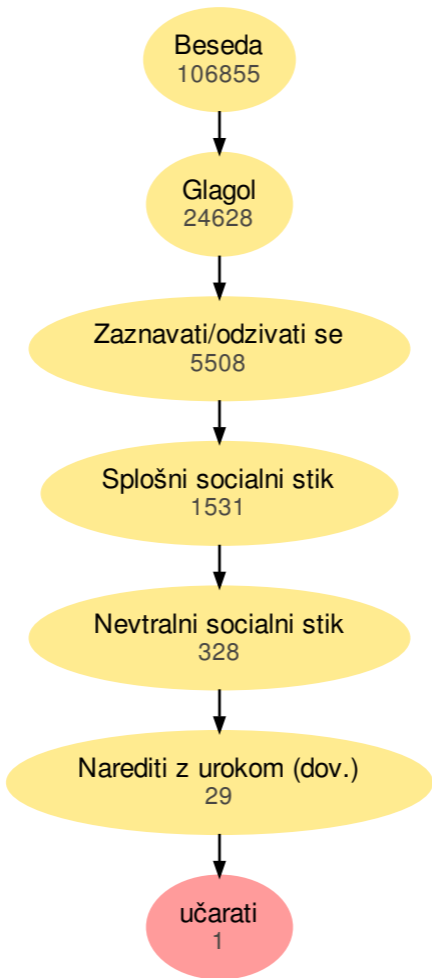 Beseda
106855
Glagol
24628
Zaznavati/odzivati se
5508
Splošni socialni stik
1531
Nevtralni socialni stik
328
Narediti z urokom (dov.)
29
učarati
1